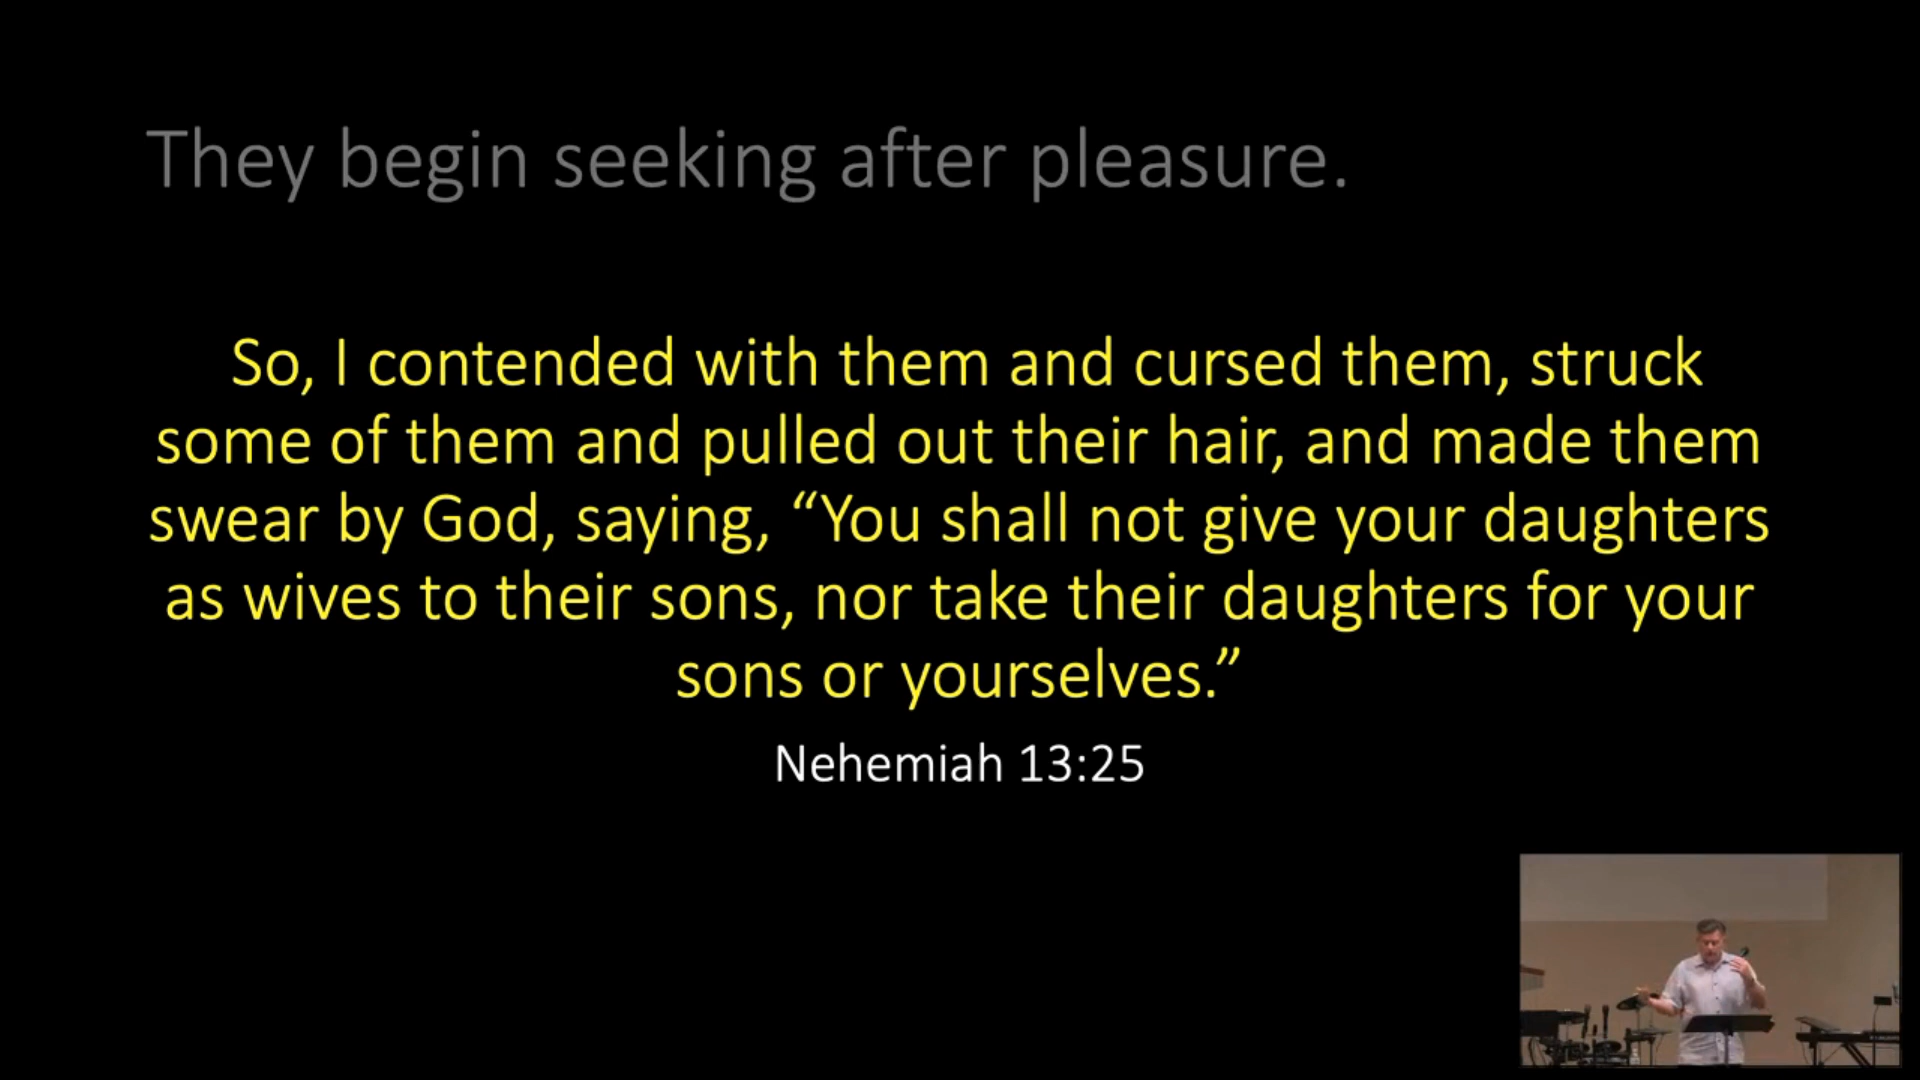 They begin seeking after pleasure.
So, I contended with them and cursed them, struck
some of them and pulled out their hair, and made them
swear by God, saying, “You shall not give your daughters
as wives to their sons, nor take their daughters for your
sons or yourselves.”
Nehemiah 13:25